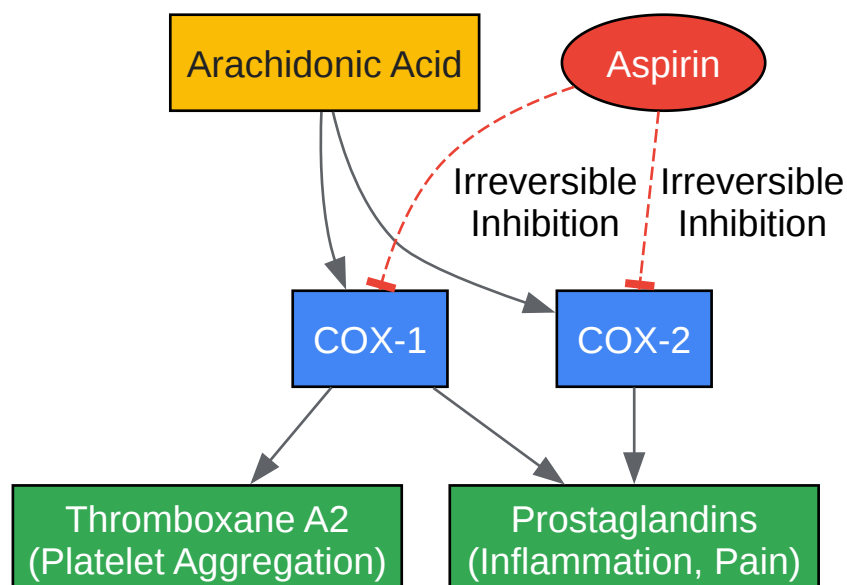 Arachidonic Acid
Aspirin
Irreversible
Inhibition
Irreversible
Inhibition
COX-1
COX-2
Thromboxane A2
(Platelet Aggregation)
Prostaglandins
(Inflammation, Pain)